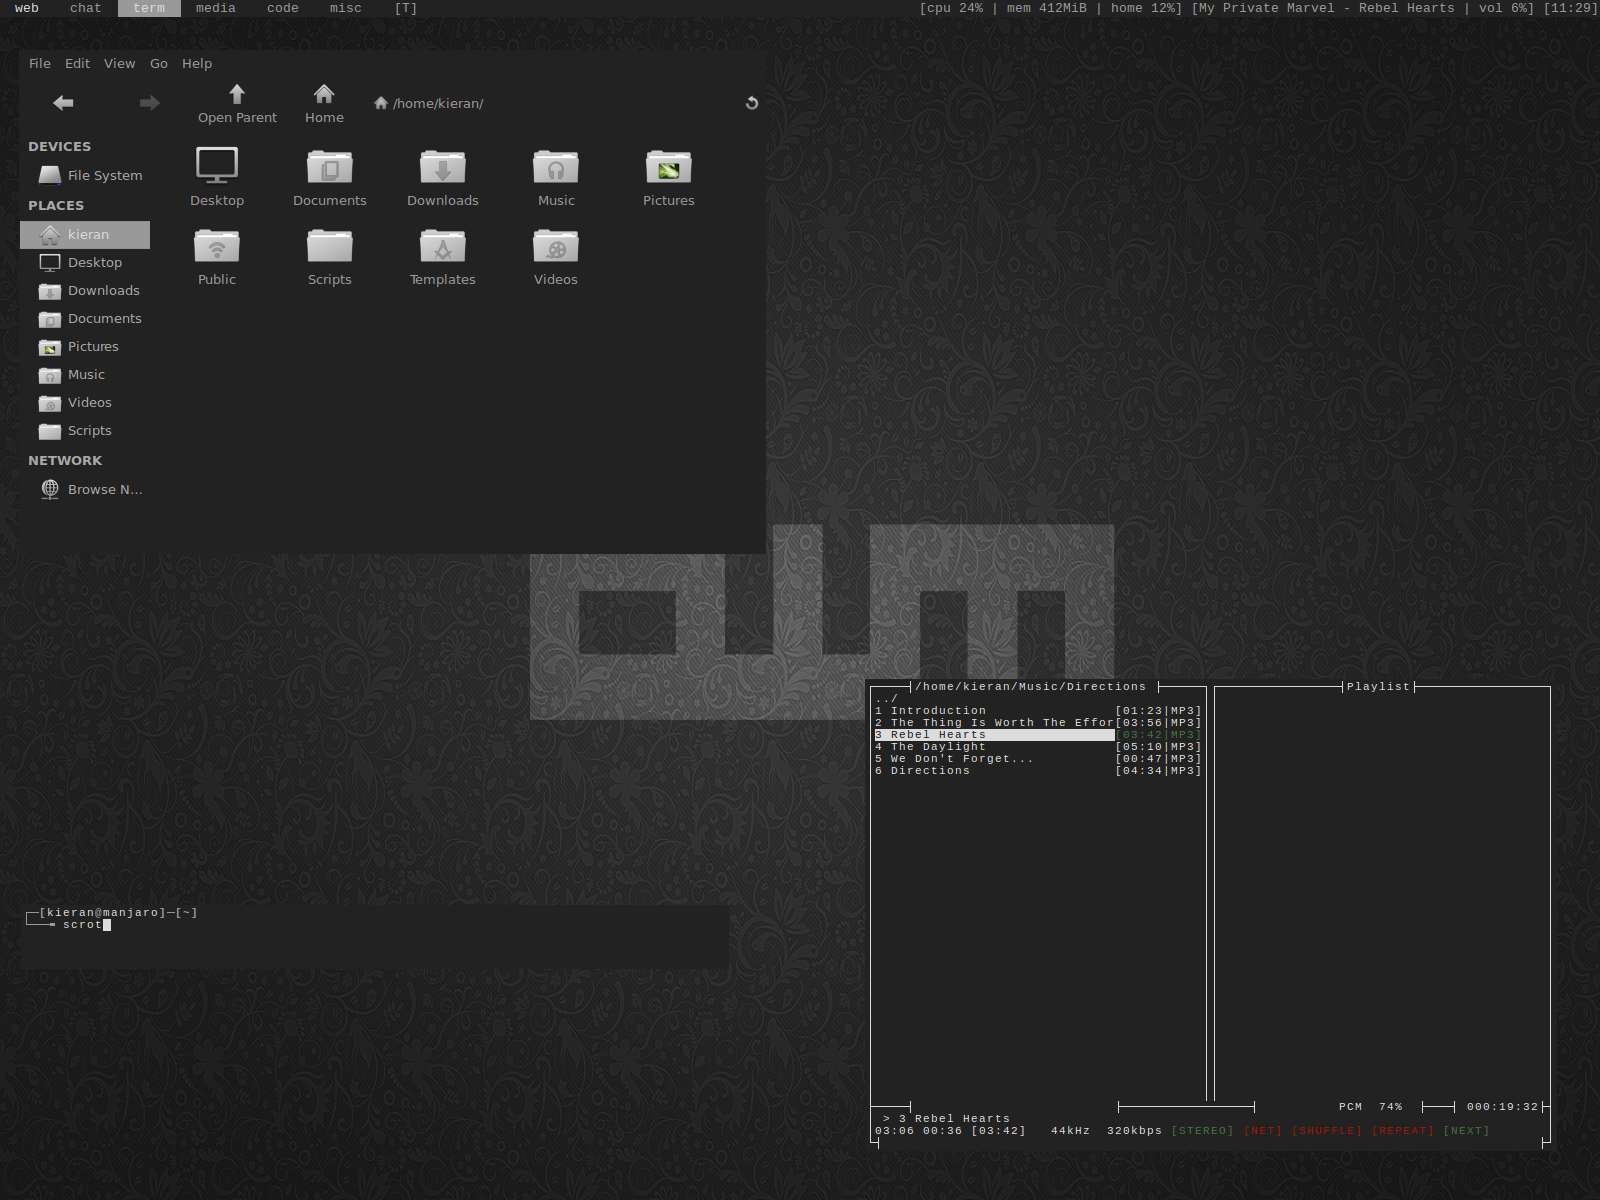 web chat term media code misc [T] [cpu 24% | mem 412MiB | home 12%] [My Private Marvel - Rebel Hearts | vol 6%] [11:29]
File Edit View Go Help
Open Parent Home /home/kieran/
DEVICES
File System
PLACES
kieran
Desktop
Downloads
Documents
Pictures
Music
Videos
Scripts
NETWORK
Browse N...
Desktop Documents Downloads Music Pictures
Public Scripts Templates Videos
/home/kieran/Music/Directions Playlist
../
1 Introduction [01:23|MP3]
2 The Thing Is Worth The Effor[03:56|MP3]
3 Rebel Hearts [03:42|MP3]
4 The Daylight [05:10|MP3]
5 We Don't Forget... [00:47|MP3]
6 Directions [04:34|MP3]
[kieran@manjaro]─[~]
scrot
PCM 74% 000:19:32
> 3 Rebel Hearts
03:06 00:36 [03:42] 44kHz 320kbps [STEREO] [NET] [SHUFFLE] [REPEAT] [NEXT]